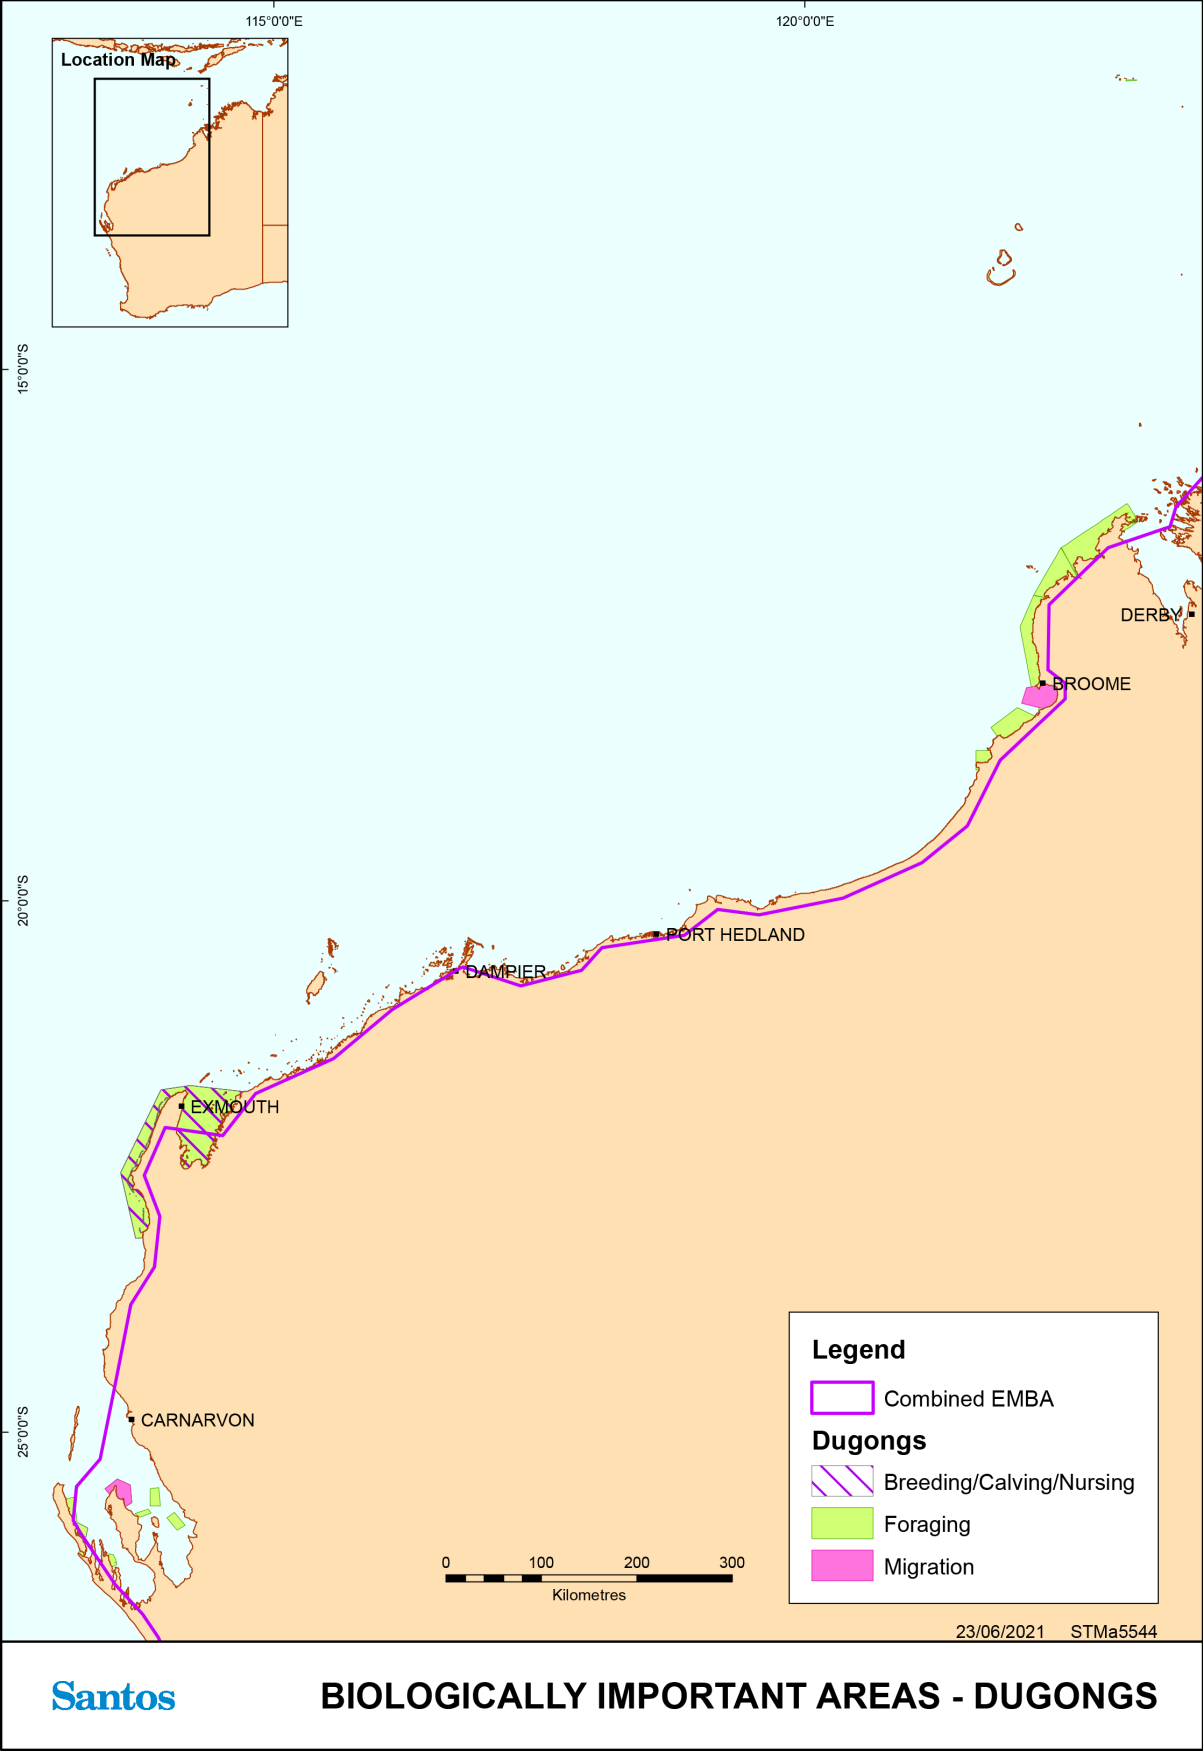 115°0'0"E
120°0'0"E
Location Map
15°0'0"S
DERBY
BROOME
20°0'0"S
PORT HEDLAND
DAMPIER
EXMOUTH
Legend
Combined EMBA
CARNARVON
25°0'0"S
Dugongs
Breeding/Calving/Nursing
Foraging
Migration
0 100 200 300
Kilometres
23/06/2021 STMa5544
Santos
BIOLOGICALLY IMPORTANT AREAS - DUGONGS